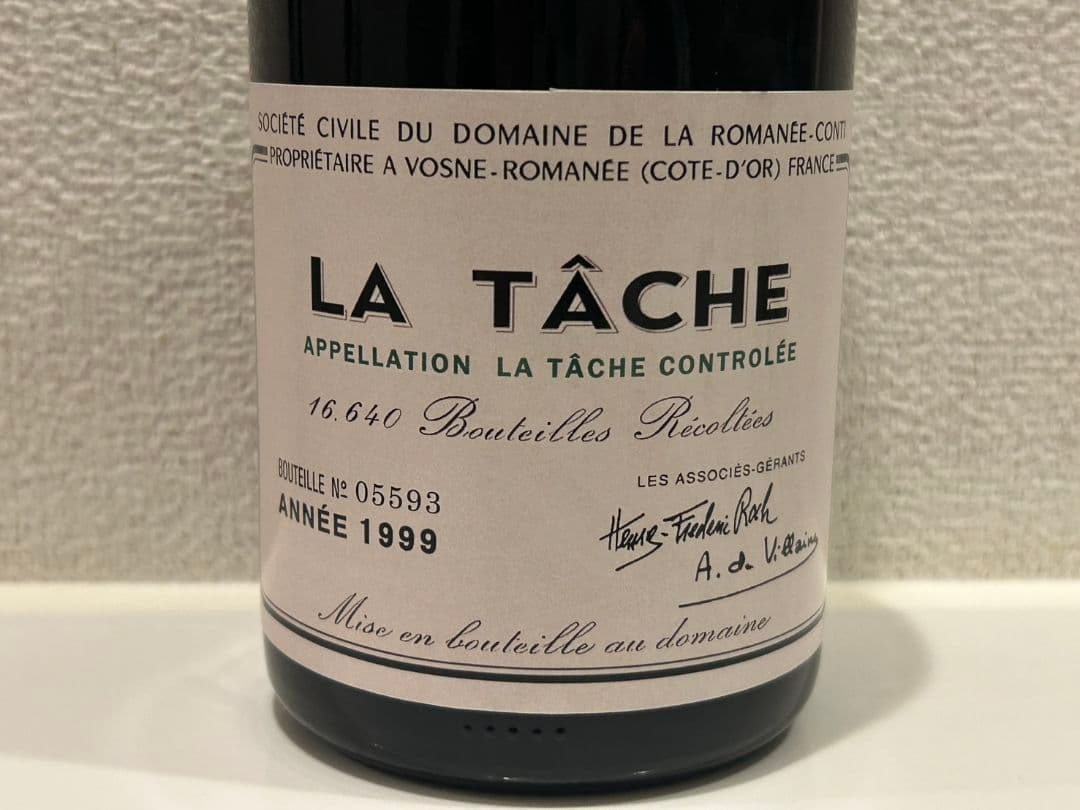 SOCIÉTÉ CIVILE DU DOMAINE DE LA ROMANÉE-CONTI
PROPRIÉTAIRE A VOSNE-ROMANÉE (COTE-D'OR) FRANCE
LA TÂCHE
APPELLATION LA TÂCHE CONTROLÉE
16.640 Bouteilles Récoltées
BOUTEILLE Nº 05593
ANNÉE 1999
LES ASSOCIÉS-GÉRANTS
Henry-Frédéric Roch
A. de Villaine
Mise en bouteille au domaine